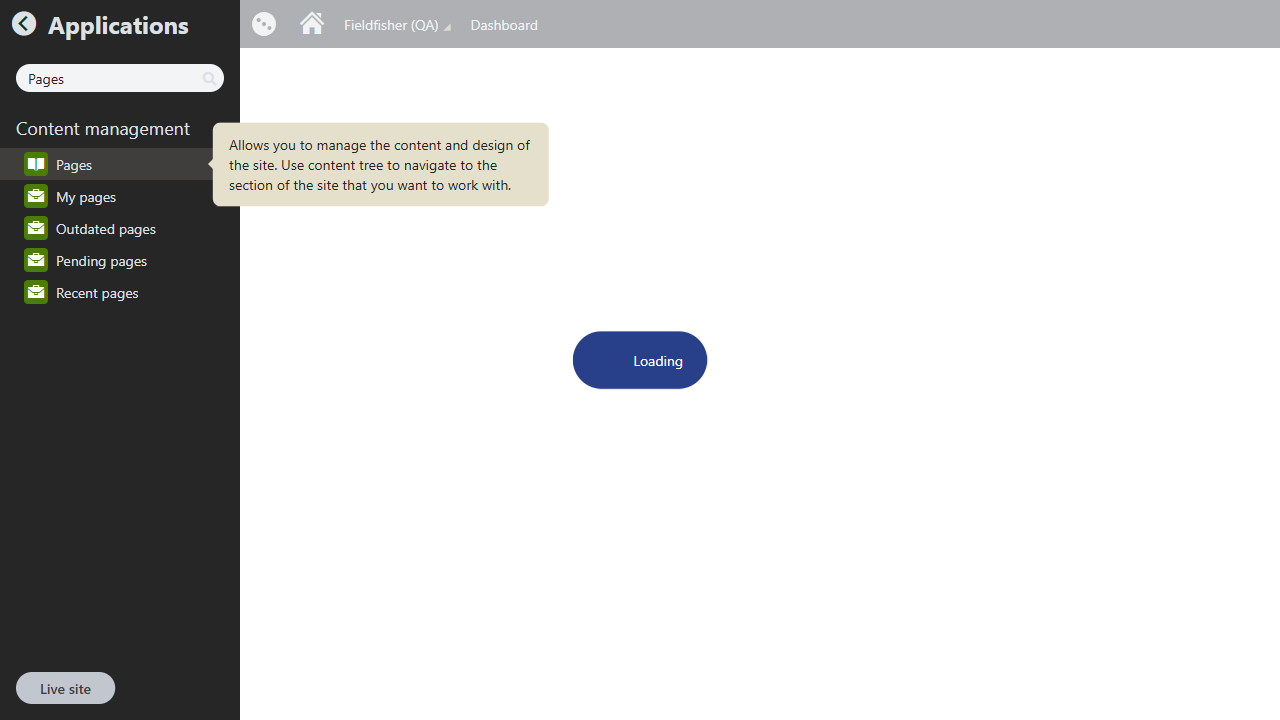 Applications
Fieldfisher (QA)
Dashboard
Pages
Content management
Allows you to manage the content and design of
the site. Use content tree to navigate to the
section of the site that you want to work with.
Pages
My pages
Outdated pages
Pending pages
Recent pages
Loading
Live site